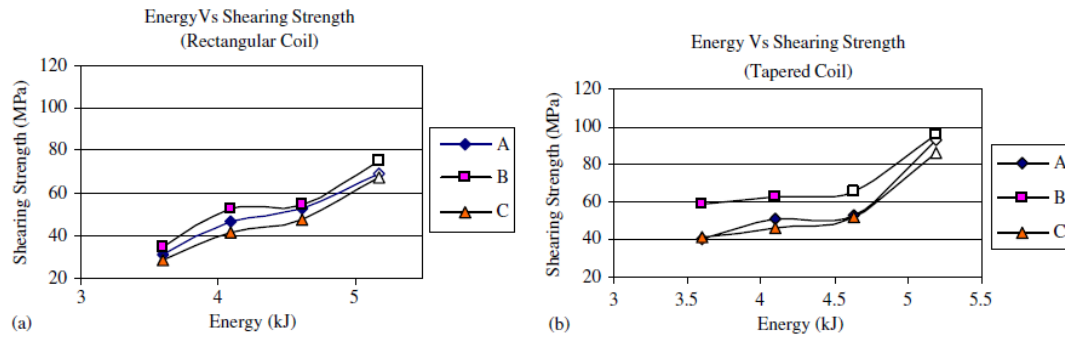 EnergyVs Shearing Strength
(Rectangular Coil)
120
100
80
60
40
20
Shearing Strength (MPa)
3
4
5
Energy (kJ)
A
B
C
(a)
Energy Vs Shearing Strength
(Tapered Coil)
120
100
80
60
40
20
Shearing Strength (MPa)
3
3.5
4
4.5
5
5.5
Energy (kJ)
A
B
C
(b)